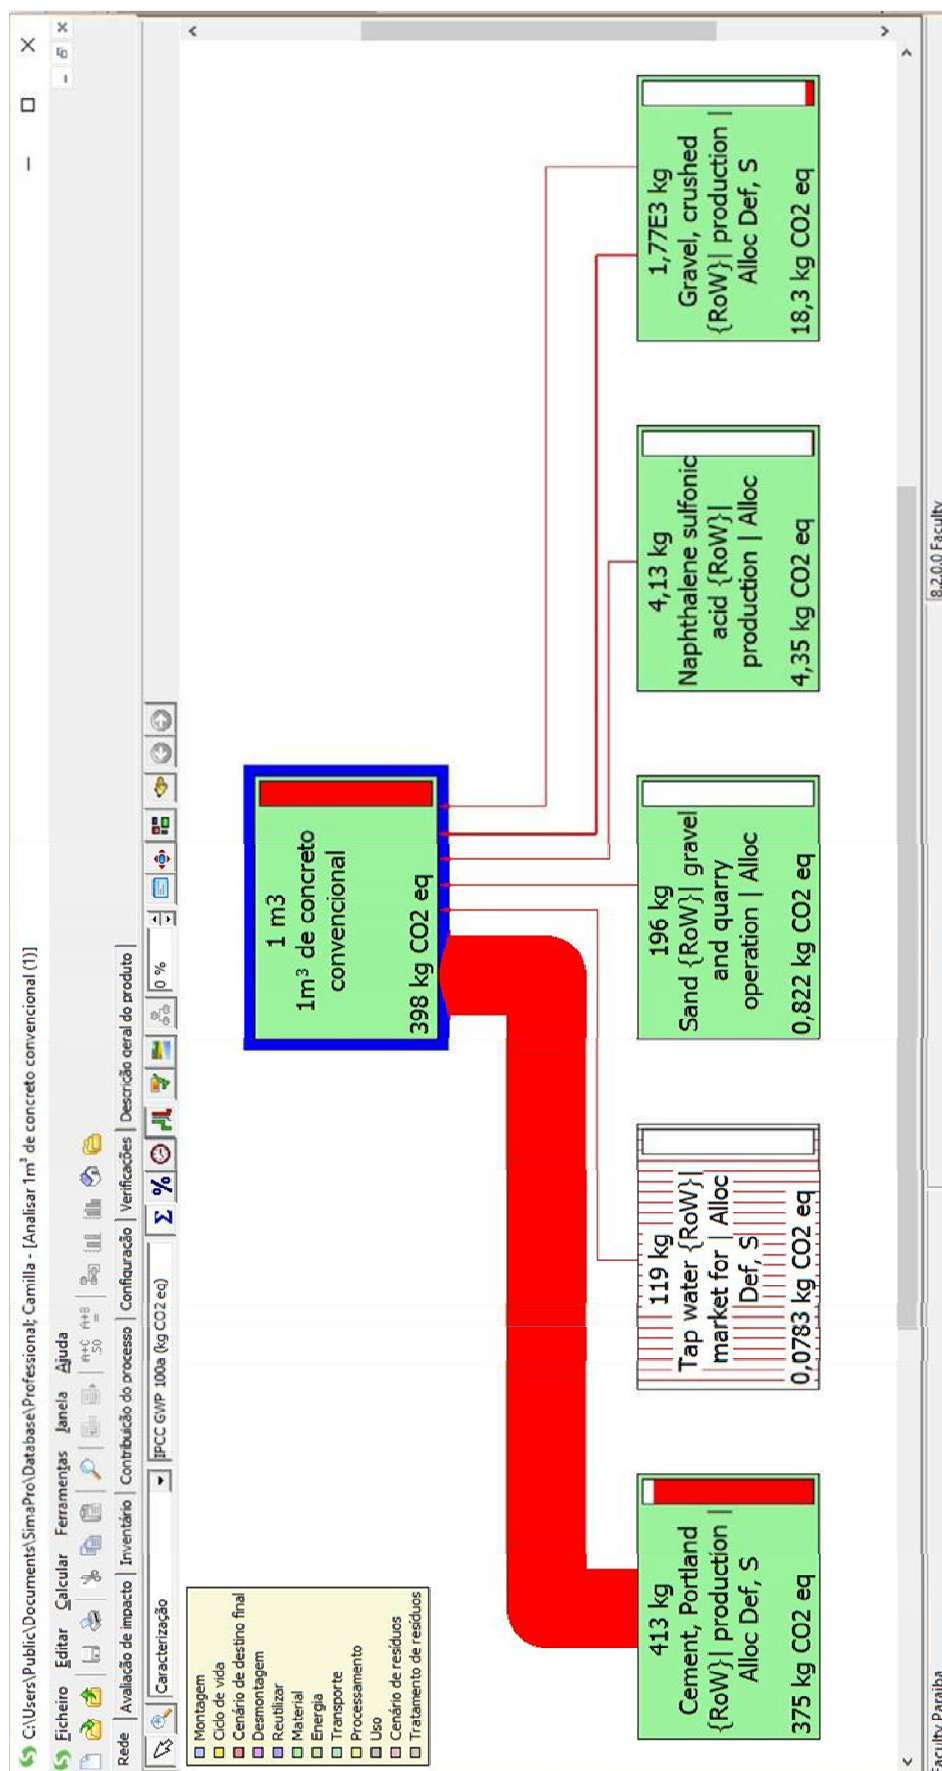 C:\Users\Public\Documents\SimaPro\Database\Professional; Camilla - [Analisar 1m³ de concreto convencional (1)]
Ficheiro Editar Calcular Ferramentas Janela Ajuda
A+C A+B
.50 =
Rede Avaliação de impacto Inventário Contribuição do processo Configuração Verificações Descrição geral do produto
Caracterização IPCC GWP 100a (kg CO2 eq) Σ % 0 %
Montagem
Ciclo de vida
Cenário de destino final
Desmontagem
Reutilizar
Material
Energia
Transporte
Processamento
Uso
Cenário de resíduos
Tratamento de resíduos
1 m3
1m³ de concreto
convencional
398 kg CO2 eq
413 kg
Cement, Portland
{RoW}| production |
Alloc Def, S
375 kg CO2 eq
119 kg
Tap water {RoW}|
market for | Alloc
Def, S
0,0783 kg CO2 eq
196 kg
Sand {RoW}| gravel
and quarry
operation | Alloc
0,822 kg CO2 eq
4,13 kg
Naphthalene sulfonic
acid {RoW}|
production | Alloc
4,35 kg CO2 eq
1,77E3 kg
Gravel, crushed
{RoW}| production |
Alloc Def, S
18,3 kg CO2 eq
Faculty Paraiba 8.2.0.0 Faculty